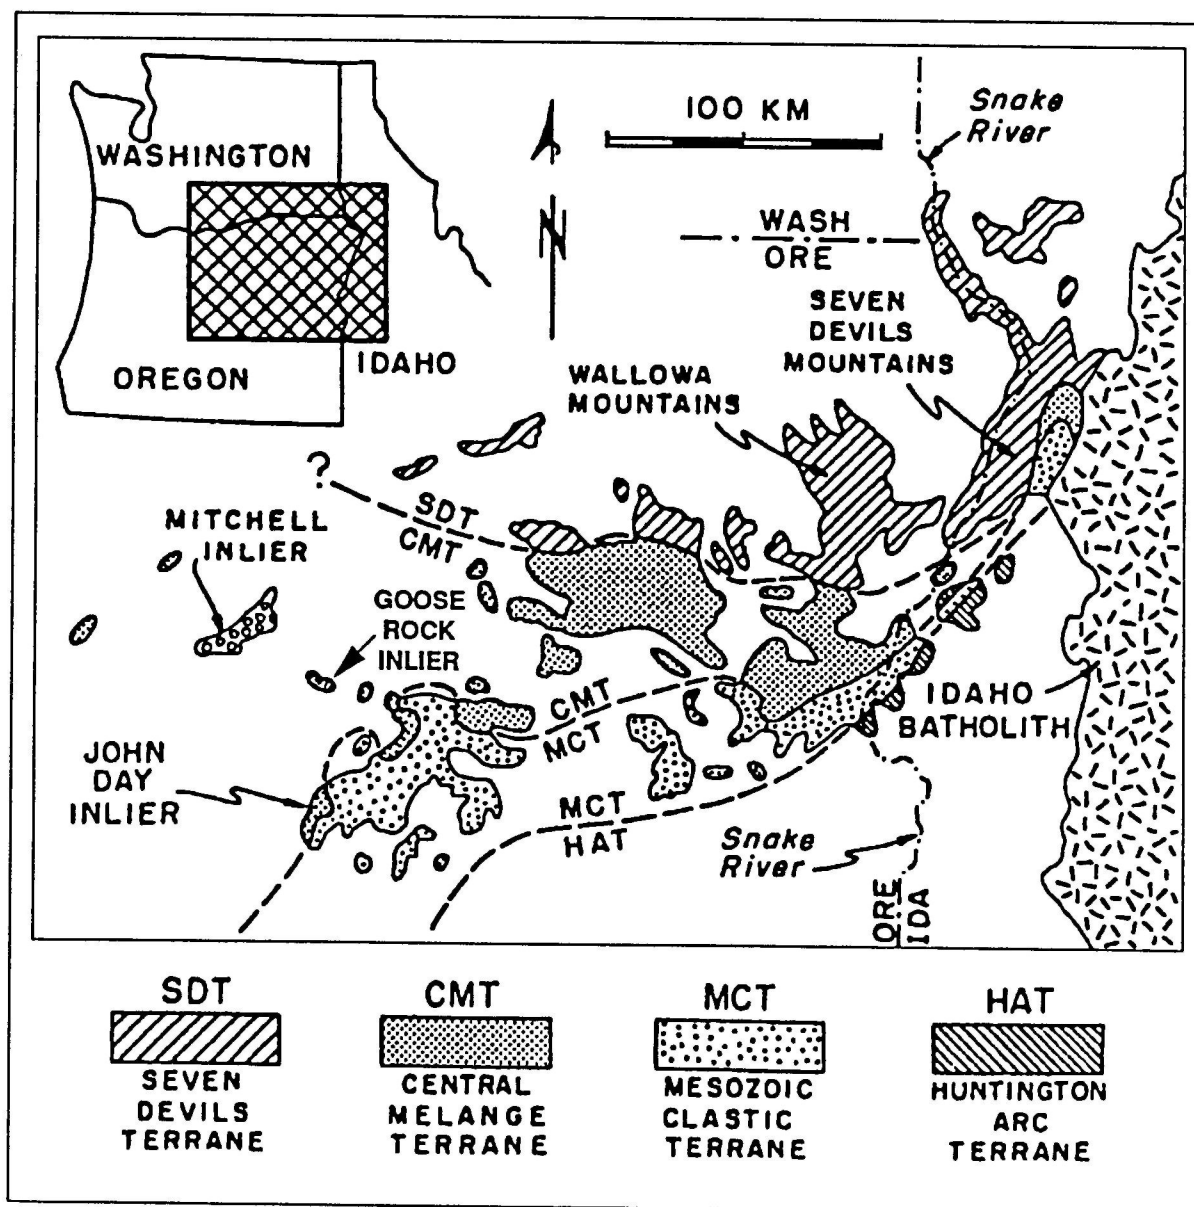 WASHINGTON
OREGON
IDAHO
N
100 KM
Snake
River
WASH
ORE
SEVEN
DEVILS
MOUNTAINS
WALLOWA
MOUNTAINS
?
SDT
CMT
MITCHELL
INLIER
GOOSE
ROCK
INLIER
CMT
MCT
IDAHO
BATHOLITH
JOHN
DAY
INLIER
MCT
HAT
Snake
River
ORE
IDA
SDT
SEVEN
DEVILS
TERRANE
CMT
CENTRAL
MELANGE
TERRANE
MCT
MESOZOIC
CLASTIC
TERRANE
HAT
HUNTINGTON
ARC
TERRANE